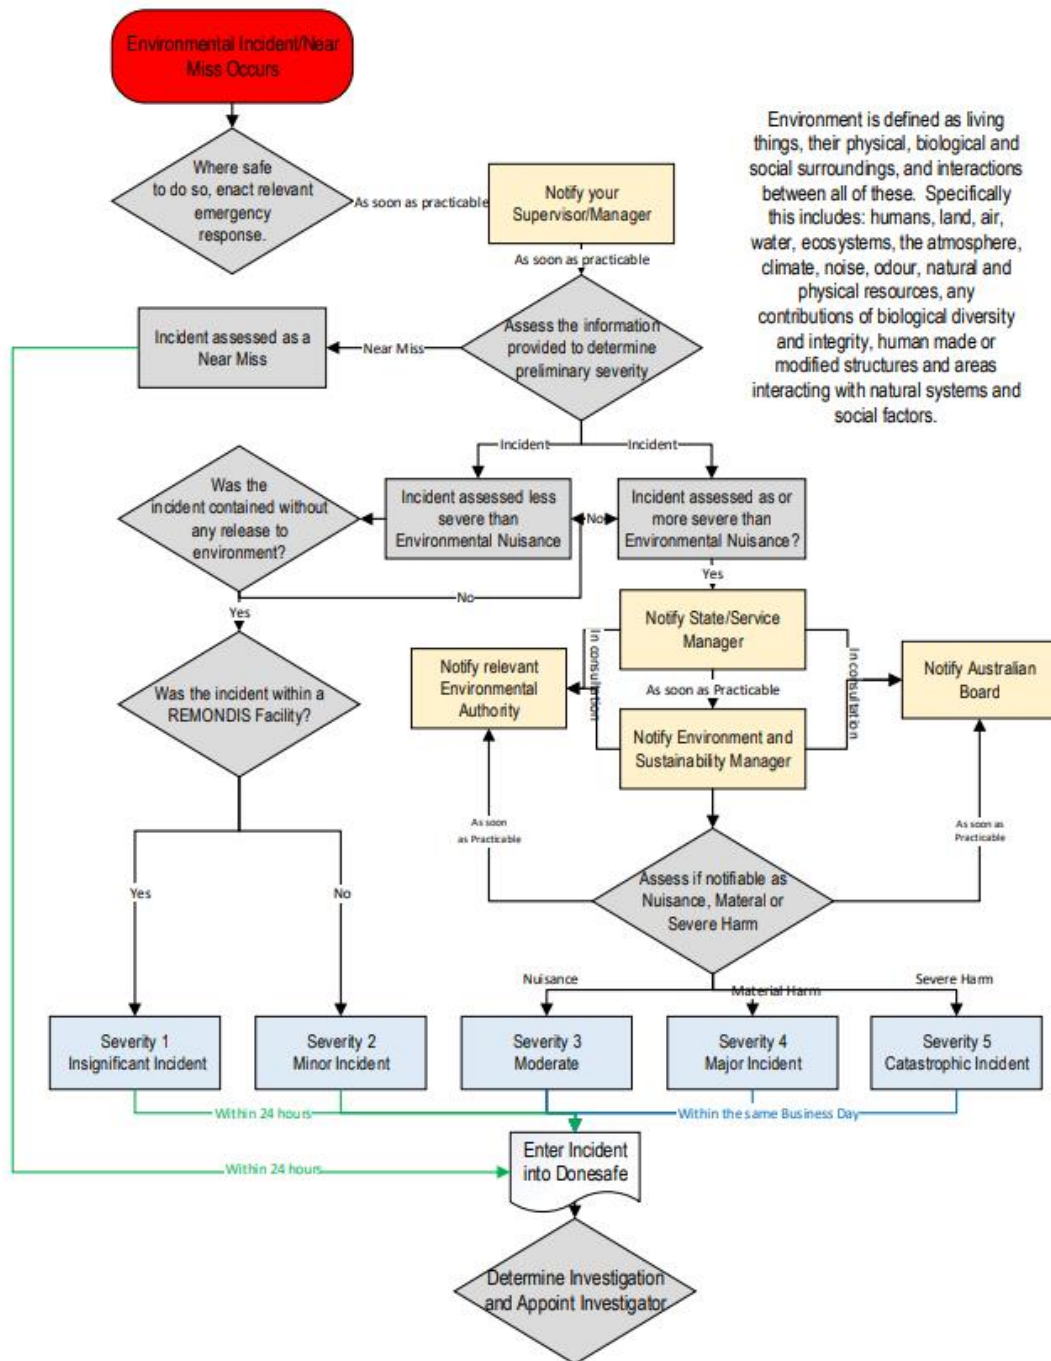 Environmental Incident/Near
Miss Occurs
Environment is defined as living
things, their physical, biological and
social surroundings, and interactions
between all of these. Specifically
this includes: humans, land, air,
water, ecosystems, the atmosphere,
climate, noise, odour, natural and
physical resources, any
contributions of biological diversity
and integrity, human made or
modified structures and areas
interacting with natural systems and
social factors.
Where safe
to do so, enact relevant
emergency
response.
As soon as practicable
Notify your
Supervisor/Manager
As soon as practicable
Assess the information
provided to determine
preliminary severity
Near Miss
Incident assessed as a
Near Miss
Incident
Incident
Was the
incident contained without
any release to
environment?
Incident assessed less
severe than
Environmental Nuisance
No
Incident assessed as or
more severe than
Environmental Nuisance?
No
Yes
Yes
Notify State/Service
Manager
In consultation
In consultation
Notify relevant
Environmental
Authority
As soon as Practicable
Notify Australian
Board
Was the incident within a
REMONDIS Facility?
Notify Environment and
Sustainability Manager
As soon
as Practicable
As soon as
Practicable
Yes
No
Assess if notifiable as
Nuisance, Materal or
Severe Harm
Nuisance
Material Harm
Severe Harm
Severity 1
Insignificant Incident
Severity 2
Minor Incident
Severity 3
Moderate
Severity 4
Major Incident
Severity 5
Catastrophic Incident
Within 24 hours
Within the same Business Day
Within 24 hours
Enter Incident
into Donesafe
Determine Investigation
and Appoint Investigator